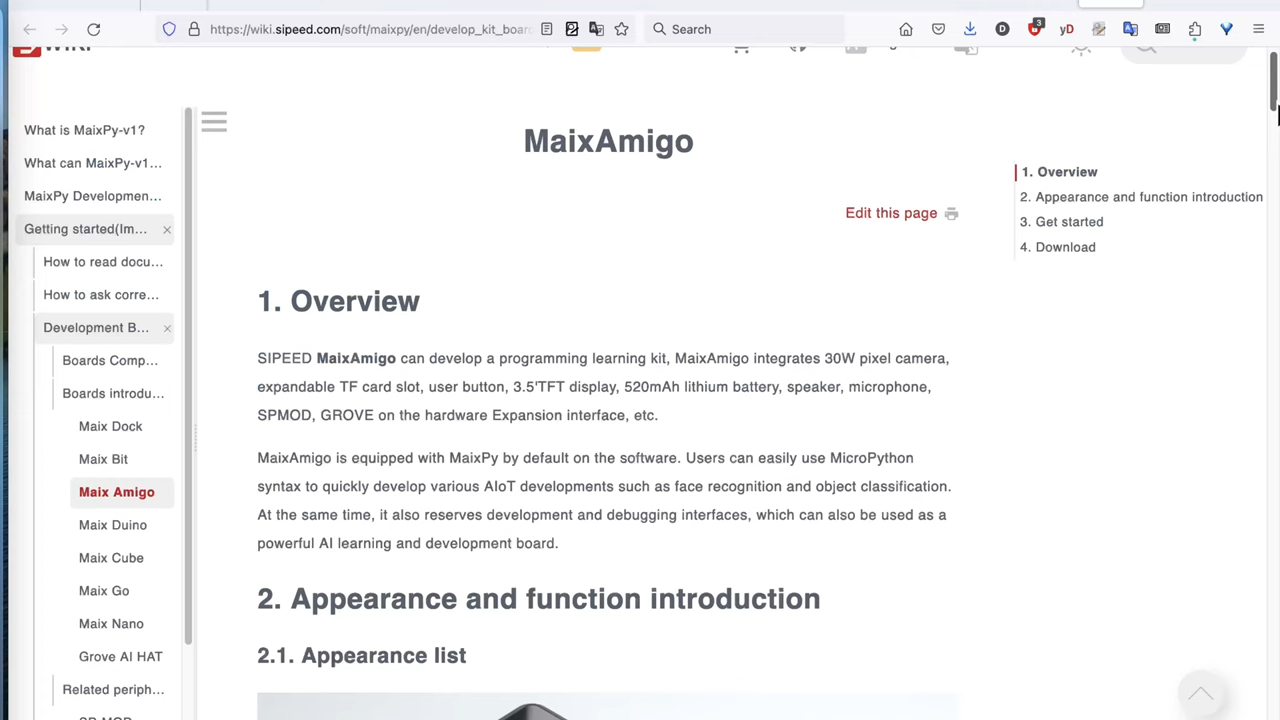 https://wiki.sipeed.com/soft/maixpy/en/develop_kit_board
Search
D
3
yD
What is MaixPy-v1?
What can MaixPy-v1...
MaixPy Developmen...
Getting started(Im...
How to read docu...
How to ask corre...
Development B...
Boards Comp...
Boards introdu...
Maix Dock
Maix Bit
Maix Amigo
Maix Duino
Maix Cube
Maix Go
Maix Nano
Grove AI HAT
Related periph...
MaixAmigo
Edit this page
1. Overview
SIPEED MaixAmigo can develop a programming learning kit, MaixAmigo integrates 30W pixel camera,
expandable TF card slot, user button, 3.5'TFT display, 520mAh lithium battery, speaker, microphone,
SPMOD, GROVE on the hardware Expansion interface, etc.
MaixAmigo is equipped with MaixPy by default on the software. Users can easily use MicroPython
syntax to quickly develop various AIoT developments such as face recognition and object classification.
At the same time, it also reserves development and debugging interfaces, which can also be used as a
powerful AI learning and development board.
2. Appearance and function introduction
2.1. Appearance list
1. Overview
2. Appearance and function introduction
3. Get started
4. Download